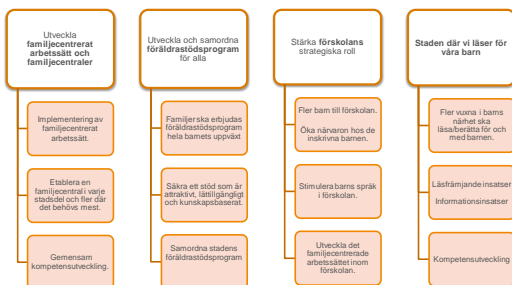 Utveckla
familjecentrerat
arbetssätt och
familjecentraler
Implementering av
familjecentrerat
arbetssätt.
Etablera en
familjecentral i varje
stadsdel och fler där
det behövs mest.
Gemensam
kompetensutveckling.
Utveckla och samordna
föräldrastödsprogram
för alla
Familjer ska erbjudas
föräldrastödsprogram
hela barnets uppväxt
Säkra ett stöd som är
attraktivt, lättillgängligt
och kunskapsbaserat.
Samordna stadens
föräldrastödsprogram
Stärka förskolans
strategiska roll
Fler barn till förskolan.
Öka närvaron hos de
inskrivna barnen.
Stimulera barns språk
i förskolan.
Utveckla det
familjecentrerade
arbetssättet inom
förskolan.
Staden där vi läser för
våra barn
Fler vuxna i barns
närhet ska
läsa/berätta för och
med barnen.
Läsfrämjande insatser
Informationsinsatser
Kompetensutveckling